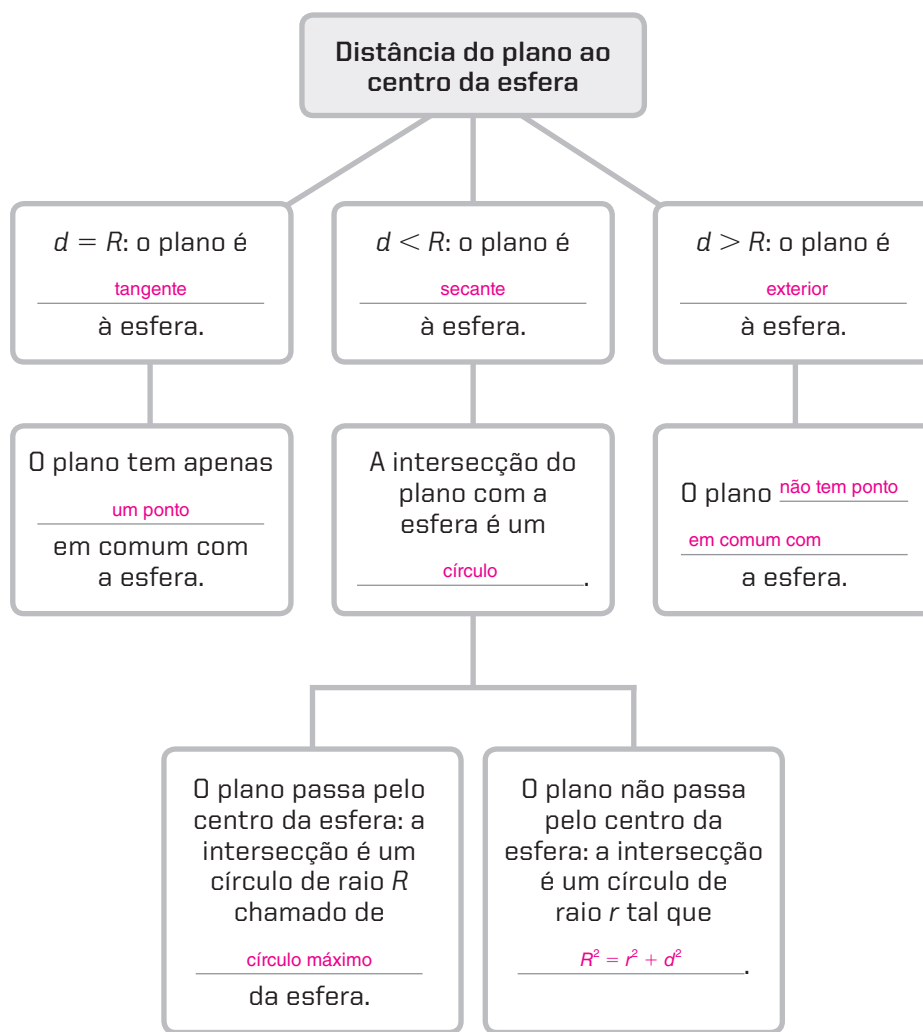 Distância do plano ao
centro da esfera
d = R: o plano é
tangente
à esfera.
d < R: o plano é
secante
à esfera.
d > R: o plano é
exterior
à esfera.
O plano tem apenas
um ponto
em comum com
a esfera.
A intersecção do
plano com a
esfera é um
círculo.
O plano não tem ponto
em comum com
a esfera.
O plano passa pelo
centro da esfera: a
intersecção é um
círculo de raio R
chamado de
círculo máximo
da esfera.
O plano não passa
pelo centro da
esfera: a intersecção
é um círculo de
raio r tal que
R² = r² + d².